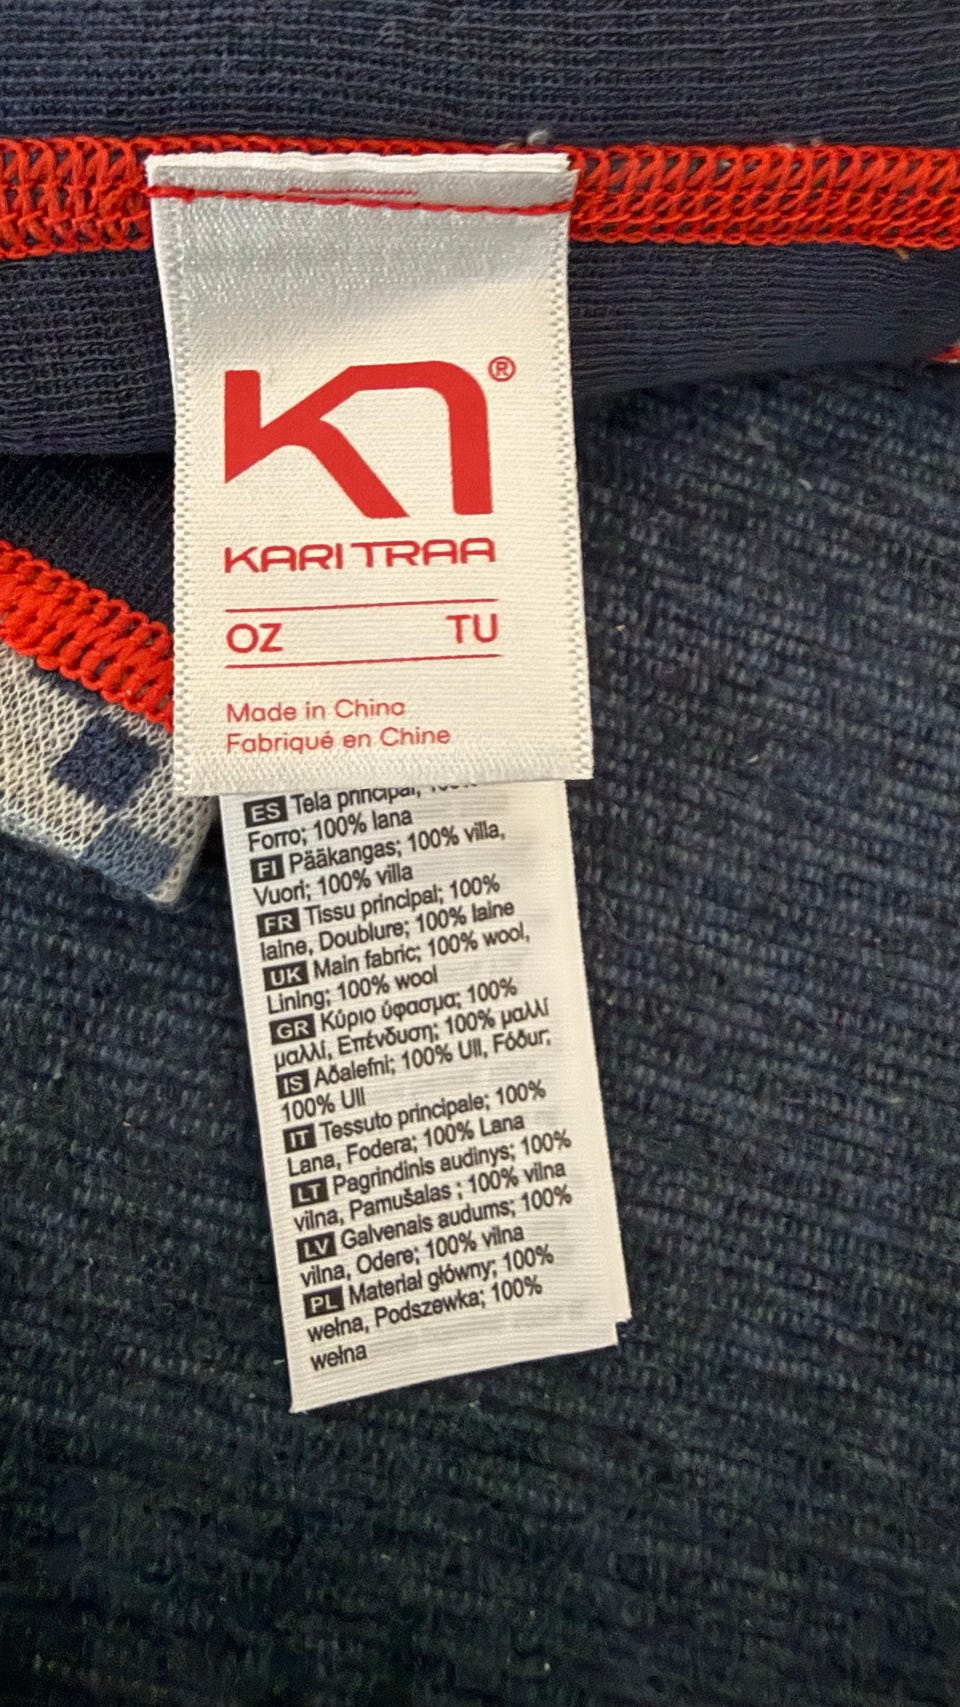 ®
KARI TRAA
OZ TU
Made in China
Fabriqué en Chine
ES Tela principal;
Forro; 100% lana
FI Pääkangas; 100% villa,
Vuori; 100% villa
FR Tissu principal; 100%
laine, Doublure; 100% laine
UK Main fabric; 100% wool,
Lining; 100% wool
GR Κύριο ύφασμα; 100%
μαλλί, Επένδυση; 100% μαλλί
IS Aðalefni; 100% Ull, Fóður;
100% Ull
IT Tessuto principale; 100%
Lana, Fodera; 100% Lana
LT Pagrindinis audinys; 100%
vilna, Pamušalas ; 100% vilna
LV Galvenais audums; 100%
vilna, Odere; 100% vilna
PL Materiał główny; 100%
wełna, Podszewka; 100%
wełna